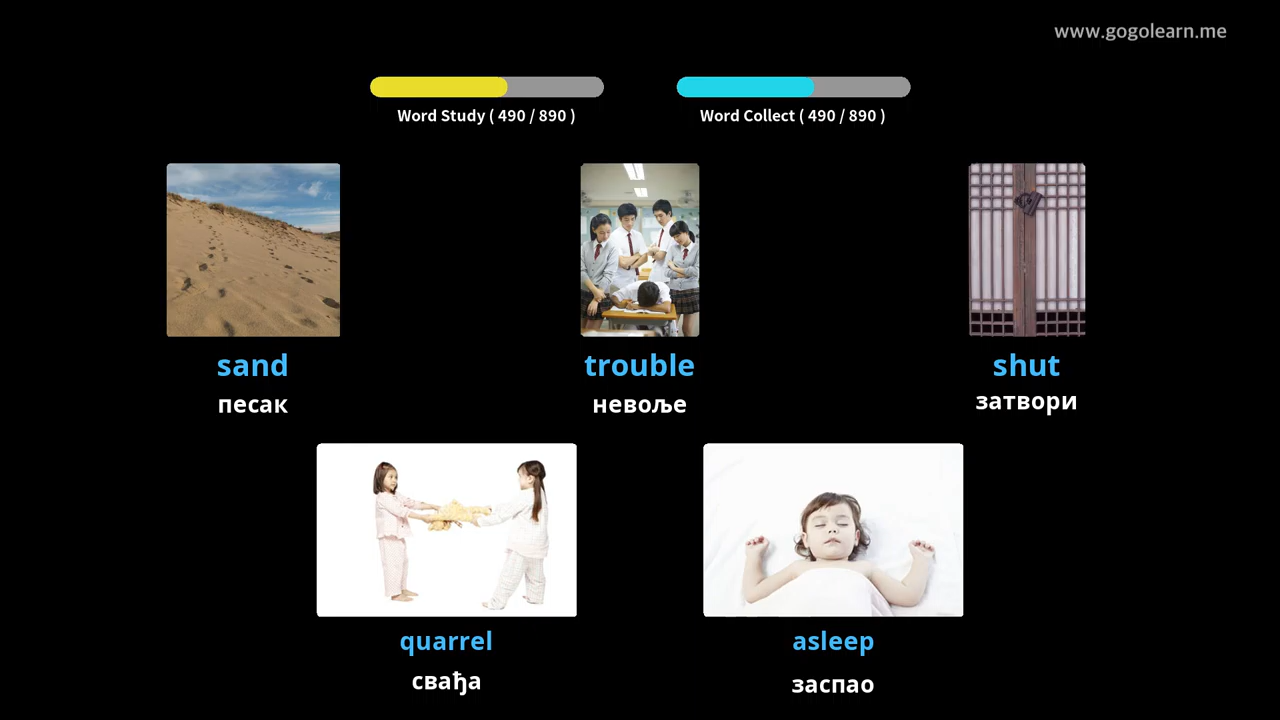 www.gogolearn.me
Word Study ( 490 / 890 )
Word Collect ( 490 / 890 )
sand
песак
trouble
невоље
shut
затвори
quarrel
свађа
asleep
заспао